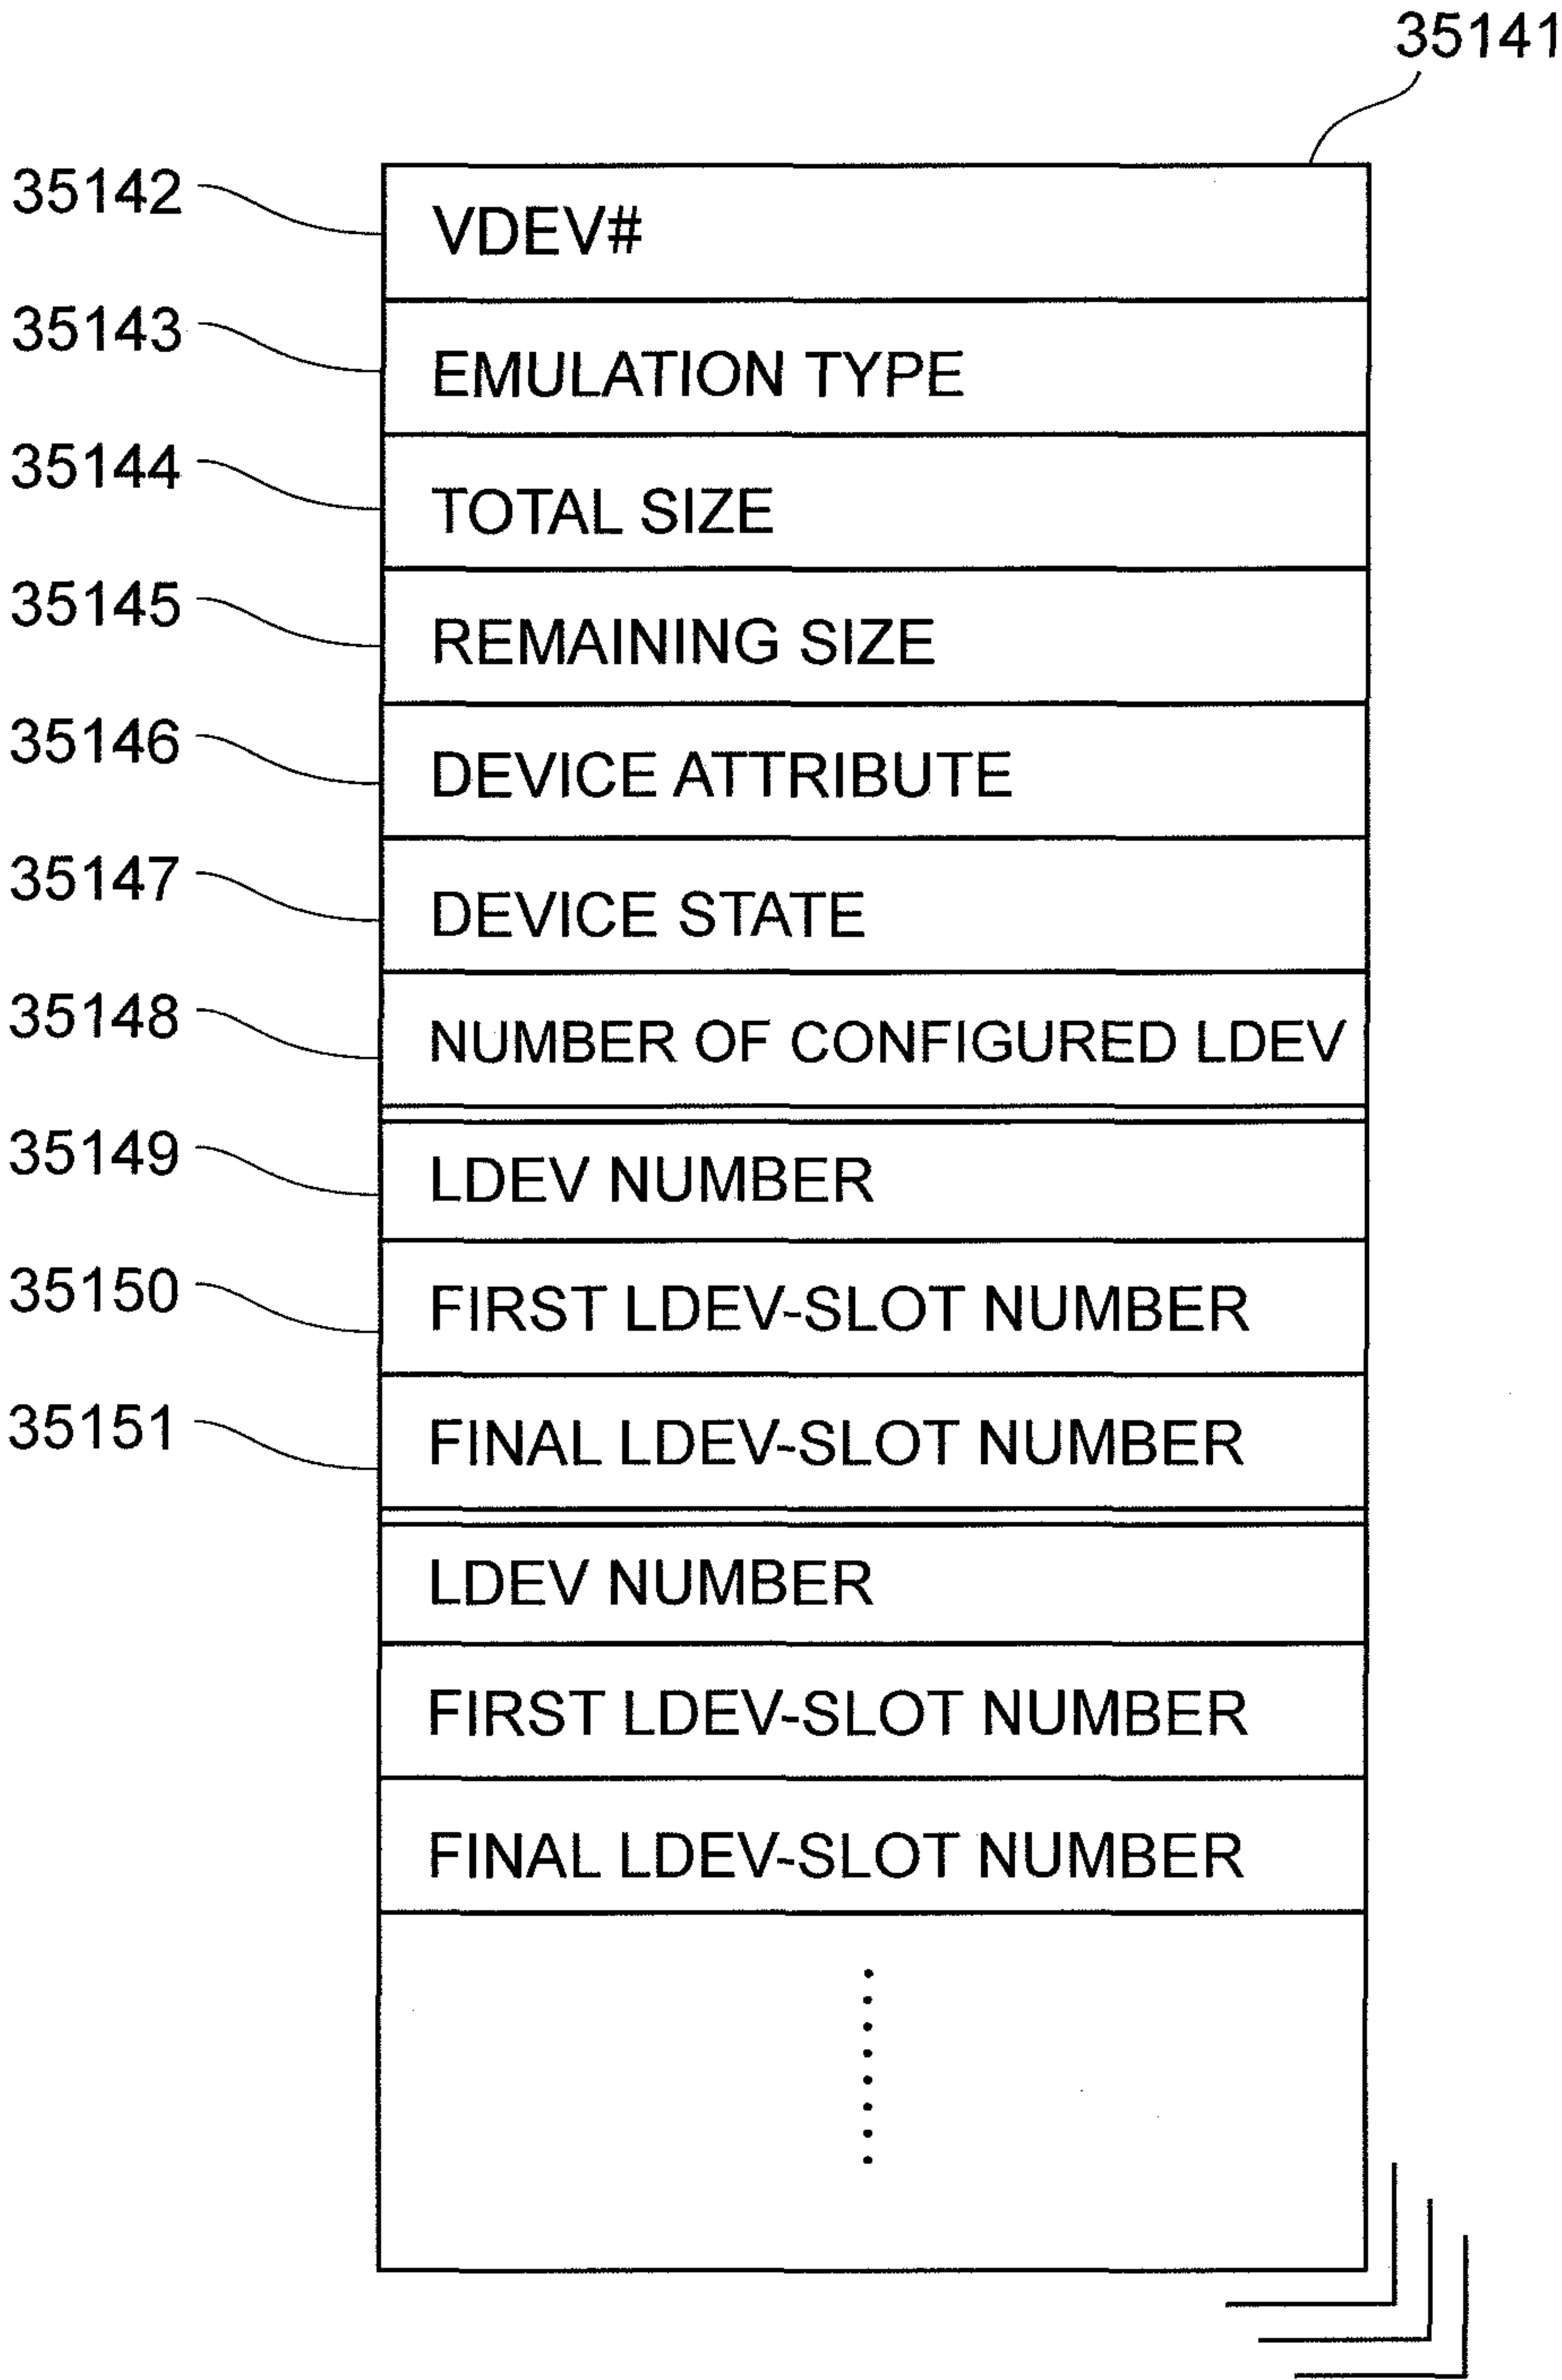 35141
35142 VDEV#
35143 EMULATION TYPE
35144 TOTAL SIZE
35145 REMAINING SIZE
35146 DEVICE ATTRIBUTE
35147 DEVICE STATE
35148 NUMBER OF CONFIGURED LDEV
35149 LDEV NUMBER
35150 FIRST LDEV-SLOT NUMBER
35151 FINAL LDEV-SLOT NUMBER
LDEV NUMBER
FIRST LDEV-SLOT NUMBER
FINAL LDEV-SLOT NUMBER